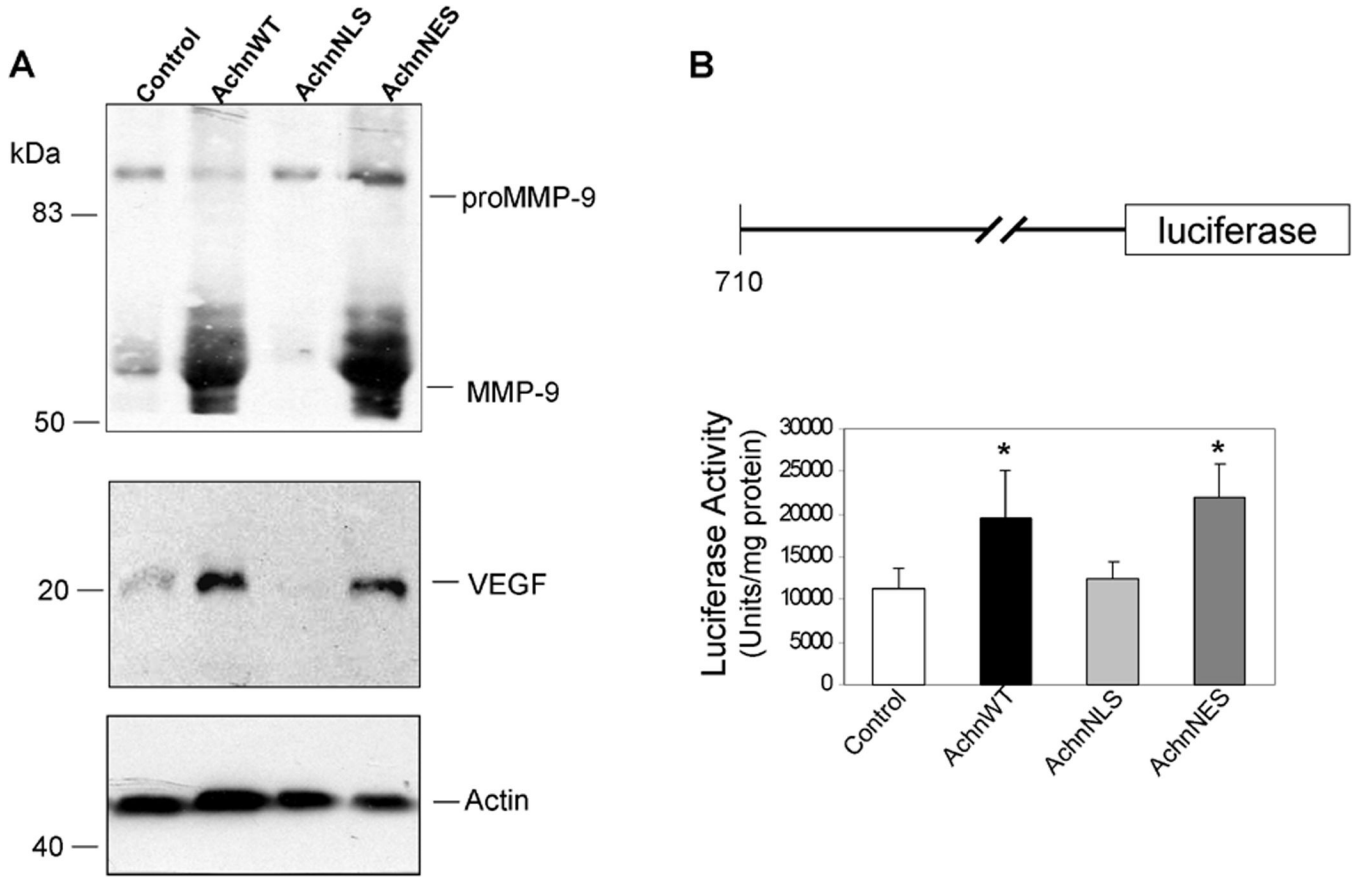 A
Control
AchnWT
AchnNLS
AchnNES
kDa
83
proMMP-9
MMP-9
50
20
VEGF
Actin
40
B
luciferase
710
Luciferase Activity
(Units/mg protein)
30000
25000
20000
15000
10000
5000
0
*
*
Control
AchnWT
AchnNLS
AchnNES